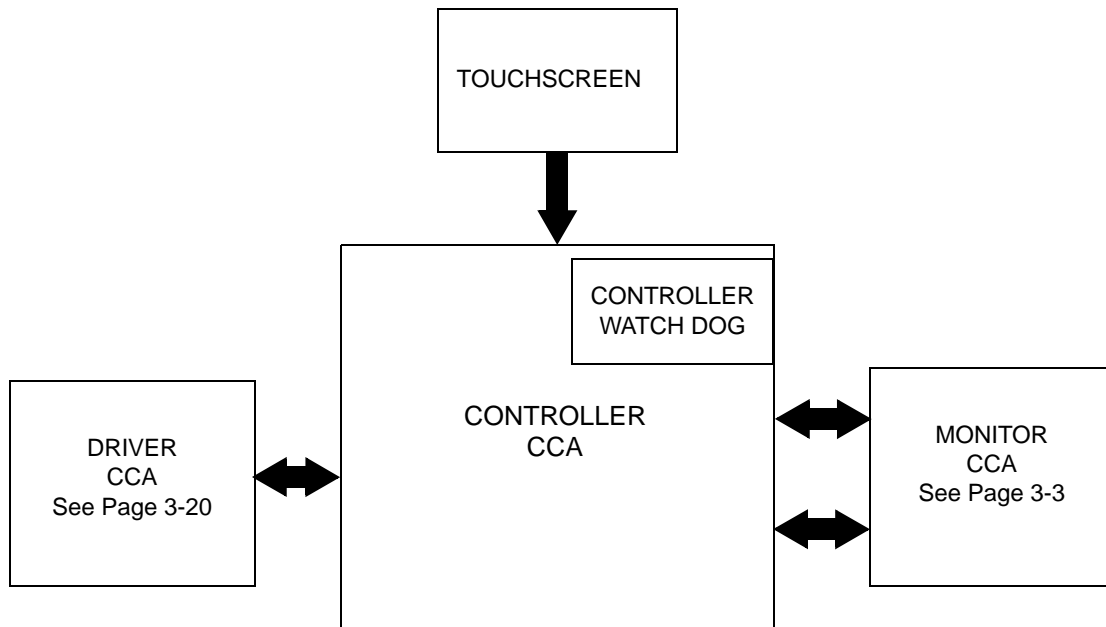 TOUCHSCREEN
CONTROLLER
WATCH DOG
CONTROLLER
CCA
DRIVER
CCA
See Page 3-20
MONITOR
CCA
See Page 3-3